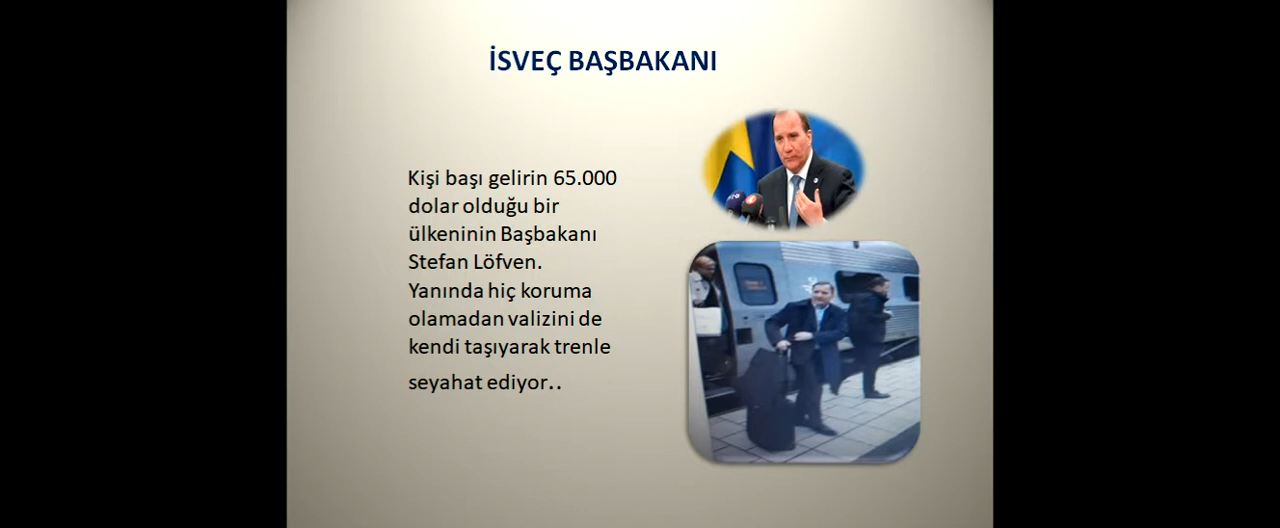 İSVEÇ BAŞBAKANI
Kişi başı gelirin 65.000
dolar olduğu bir
ülkeninin Başbakanı
Stefan Löfven.
Yanında hiç koruma
olamadan valizini de
kendi taşıyarak trenle
seyahat ediyor..